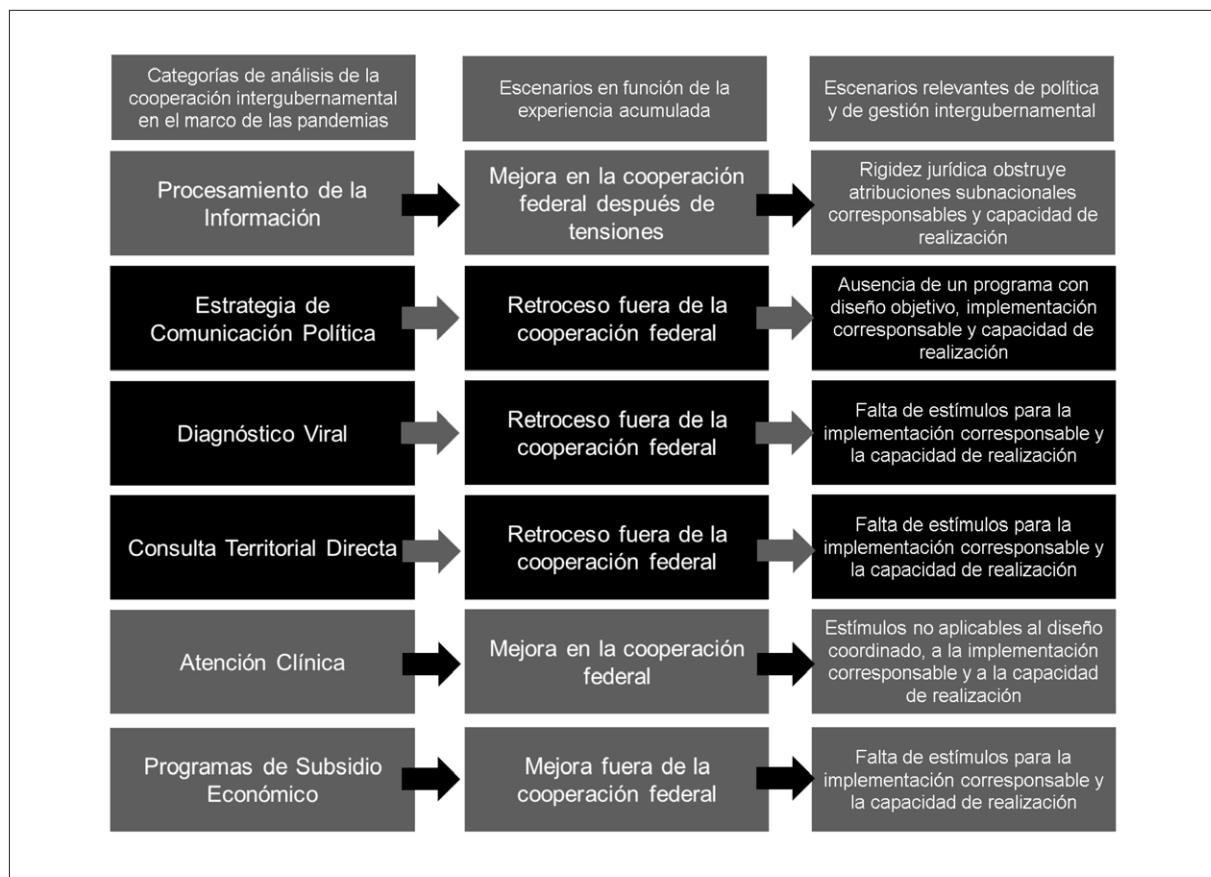 Categorías de análisis de la
cooperación intergubernamental
en el marco de las pandemias
Escenarios en función de la
experiencia acumulada
Escenarios relevantes de política
y de gestión intergubernamental
Procesamiento de la
Información
Mejora en la cooperación
federal después de
tensiones
Rigidez jurídica obstruye
atribuciones subnacionales
corresponsables y capacidad de
realización
Estrategia de
Comunicación Política
Retroceso fuera de la
cooperación federal
Ausencia de un programa con
diseño objetivo, implementación
corresponsable y capacidad de
realización
Diagnóstico Viral
Retroceso fuera de la
cooperación federal
Falta de estímulos para la
implementación corresponsable y
la capacidad de realización
Consulta Territorial Directa
Retroceso fuera de la
cooperación federal
Falta de estímulos para la
implementación corresponsable y
la capacidad de realización
Atención Clínica
Mejora en la cooperación
federal
Estímulos no aplicables al diseño
coordinado, a la implementación
corresponsable y a la capacidad
de realización
Programas de Subsidio
Económico
Mejora fuera de la
cooperación federal
Falta de estímulos para la
implementación corresponsable y
la capacidad de realización